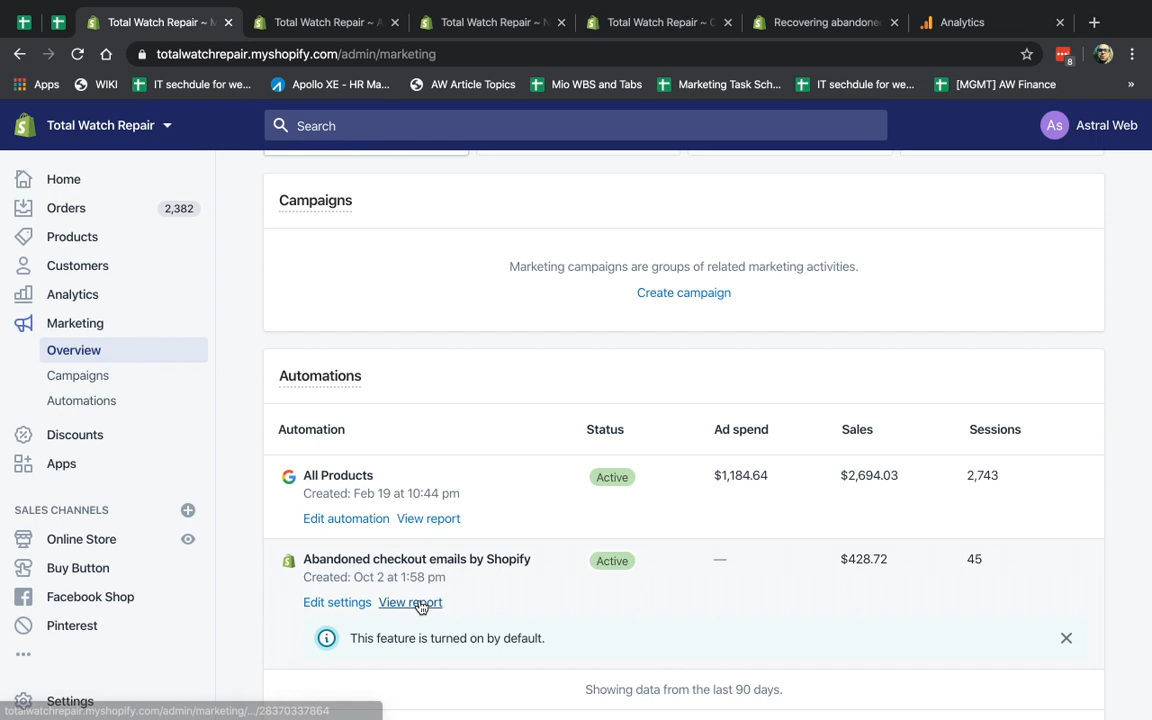 Total Watch Repair ~ M
Total Watch Repair ~ A
Total Watch Repair ~ N
Total Watch Repair ~ C
Recovering abandone
Analytics
totalwatchrepair.myshopify.com/admin/marketing
8
Apps
WIKI
IT sechdule for we...
Apollo XE - HR Ma...
AW Article Topics
Mio WBS and Tabs
Marketing Task Sch...
IT sechdule for we...
[MGMT] AW Finance
»
Total Watch Repair
Search
As
Astral Web
Home
Orders
2,382
Products
Customers
Analytics
Marketing
Overview
Campaigns
Automations
Discounts
Apps
SALES CHANNELS
Online Store
Buy Button
Facebook Shop
Pinterest
Settings
totalwatchrepair.myshopify.com/admin/marketing/.../28370337864
Campaigns
Marketing campaigns are groups of related marketing activities.
Create campaign
Automations
Automation Status Ad spend Sales Sessions
All Products Active $1,184.64 $2,694.03 2,743
Created: Feb 19 at 10:44 pm
Edit automation View report
Abandoned checkout emails by Shopify Active — $428.72 45
Created: Oct 2 at 1:58 pm
Edit settings View report
This feature is turned on by default.
Showing data from the last 90 days.